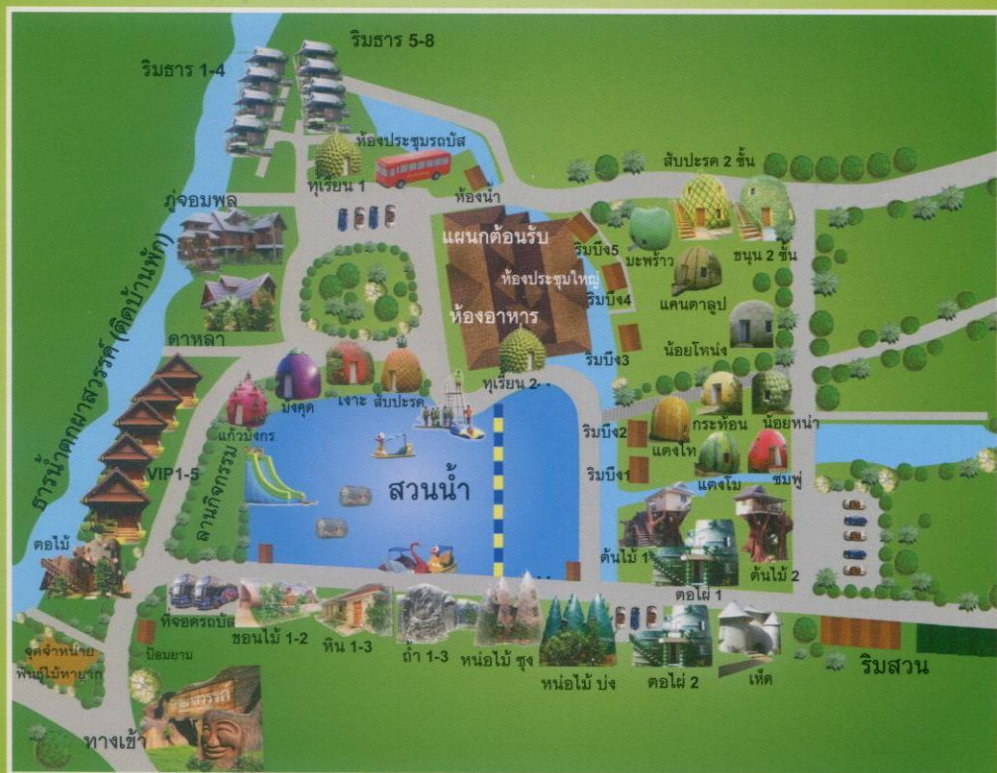 ริมธาร 5-8
ริมธาร 1-4
ห้องประชุมรถบัส
สับปะรด 2 ชั้น
ทุเรียน 1
ห้องน้ำ
ภู่จอมพล
แผนกต้อนรับ
ริมบึง5
มะพร้าว
ขนุน 2 ชั้น
ห้องประชุมใหญ่
ริมบึง4
แคนตาลูป
ธารน้ำตกผาสวรรค์ (ติดบ้านพัก)
ห้องอาหาร
ดาหลา
ริมบึง3
น้อยโหน่ง
มังคุด
เงาะ
สับปะรด
ทุเรียน 2
แก้วมังกร
ริมบึง2
แตงไท
กระท้อน
น้อยหน่า
ริมบึง1
แตงโม
ชมพู่
VIP1-5
ลานกิจกรรม
สวนน้ำ
ตอไม้
ต้นไม้ 1
ต้นไม้ 2
ตอไผ่ 1
ที่จอดรถบัส
ขอนไม้ 1-2
หิน 1-3
ถ้ำ 1-3
หน่อไม้ ซุง
หน่อไม้ บ่ง
ตอไผ่ 2
เห็ด
ริมสวน
จุดจำหน่าย
พันธุ์ไม้หายาก
ป้อมยาม
ผาสวรรค์
ทางเข้า